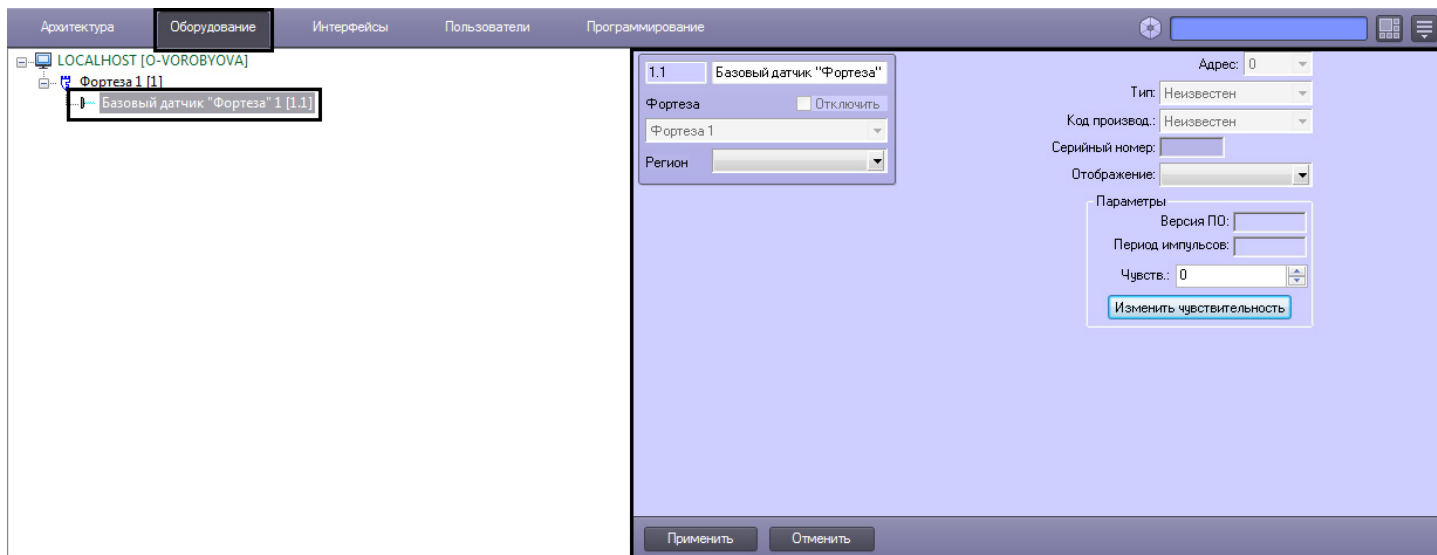 Архитектура Оборудование Интерфейсы Пользователи Программирование
LOCALHOST [O-VOROBYOVA]
Фортеза 1 [1]
Базовый датчик "Фортеза" 1 [1.1]
1.1 Базовый датчик "Фортеза"
Фортеза Отключить
Фортеза 1
Регион
Адрес: 0
Тип: Неизвестен
Код производ.: Неизвестен
Серийный номер:
Отображение:
Параметры
Версия ПО:
Период импульсов:
Чувств.: 0
Изменить чувствительность
Применить Отменить